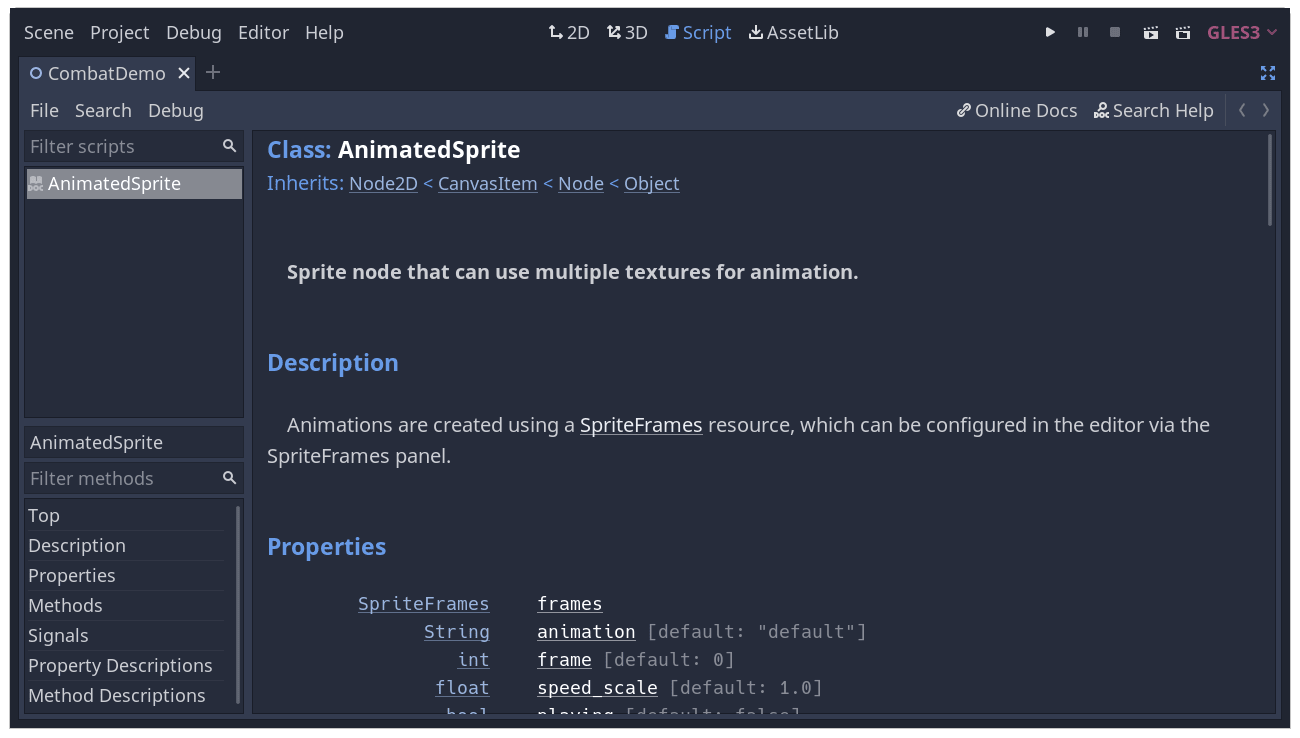 Scene Project Debug Editor Help 2D 3D Script AssetLib GLES3
CombatDemo
File Search Debug Online Docs Search Help
Filter scripts
AnimatedSprite
AnimatedSprite
Filter methods
Top
Description
Properties
Methods
Signals
Property Descriptions
Method Descriptions
Class: AnimatedSprite
Inherits: Node2D < CanvasItem < Node < Object
Sprite node that can use multiple textures for animation.
Description
Animations are created using a SpriteFrames resource, which can be configured in the editor via the
SpriteFrames panel.
Properties
SpriteFrames frames
String animation [default: "default"]
int frame [default: 0]
float speed_scale [default: 1.0]
bool playing [default: false]